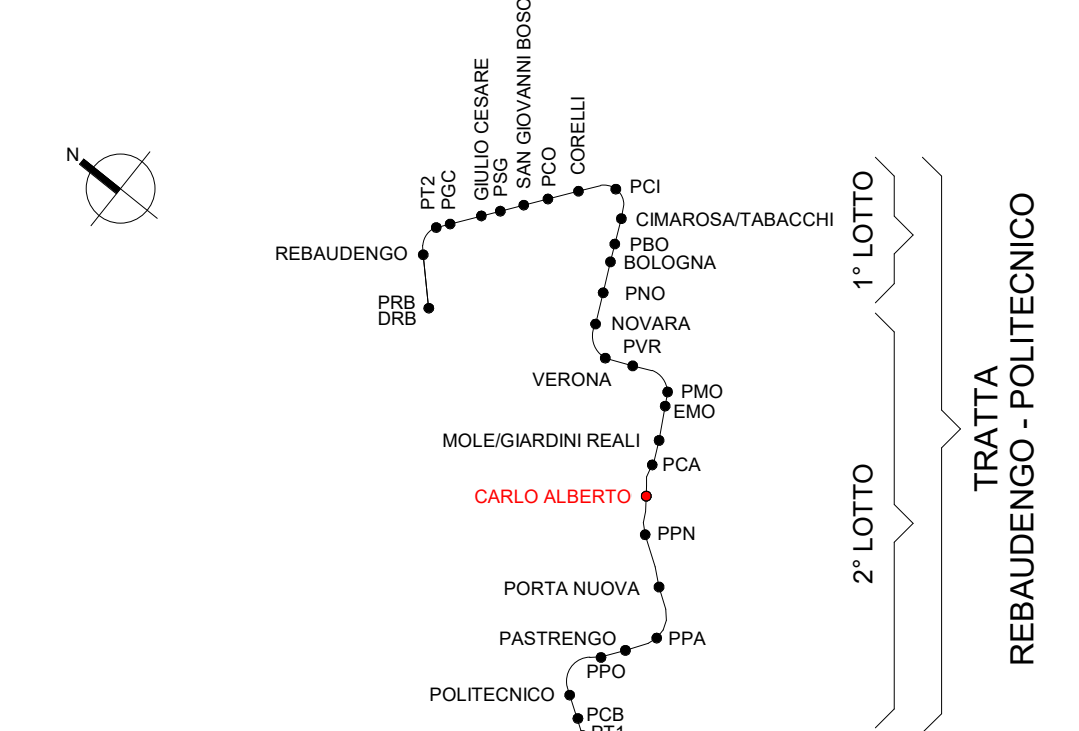 N
PT2
PGC
GIULIO CESARE
PSG
SAN GIOVANNI BOSC
PCO
CORELLI
PCI
CIMAROSA/TABACCHI
REBAUDENGO
PBO
BOLOGNA
PRB
DRB
PNO
NOVARA
PVR
VERONA
PMO
EMO
MOLE/GIARDINI REALI
PCA
CARLO ALBERTO
PPN
PORTA NUOVA
PASTRENGO
PPA
PPO
POLITECNICO
PCB
PT1
1° LOTTO
2° LOTTO
TRATTA
REBAUDENGO - POLITECNICO